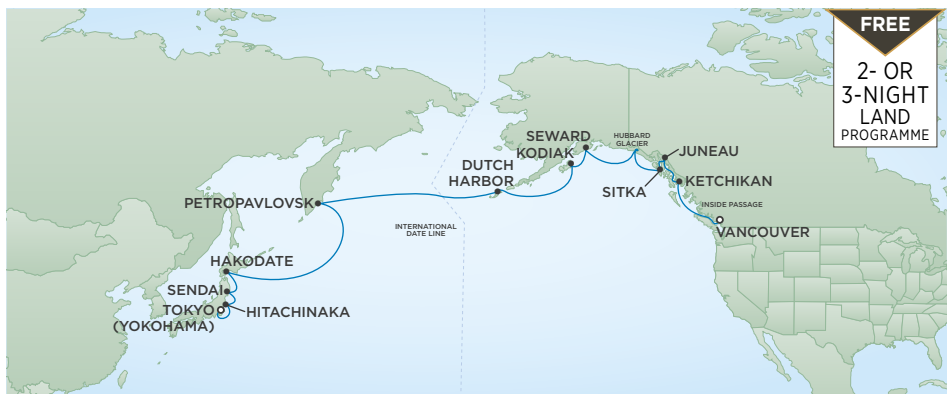 FREE
2- OR
3-NIGHT
LAND
PROGRAMME
SEWARD
KODIAK
HUBBARD
GLACIER
JUNEAU
DUTCH
HARBOR
SITKA
KETCHIKAN
PETROPAVLOVSK
INSIDE PASSAGE
INTERNATIONAL
DATE LINE
VANCOUVER
HAKODATE
SENDAI
TOKYO
(YOKOHAMA)
HITACHINAKA